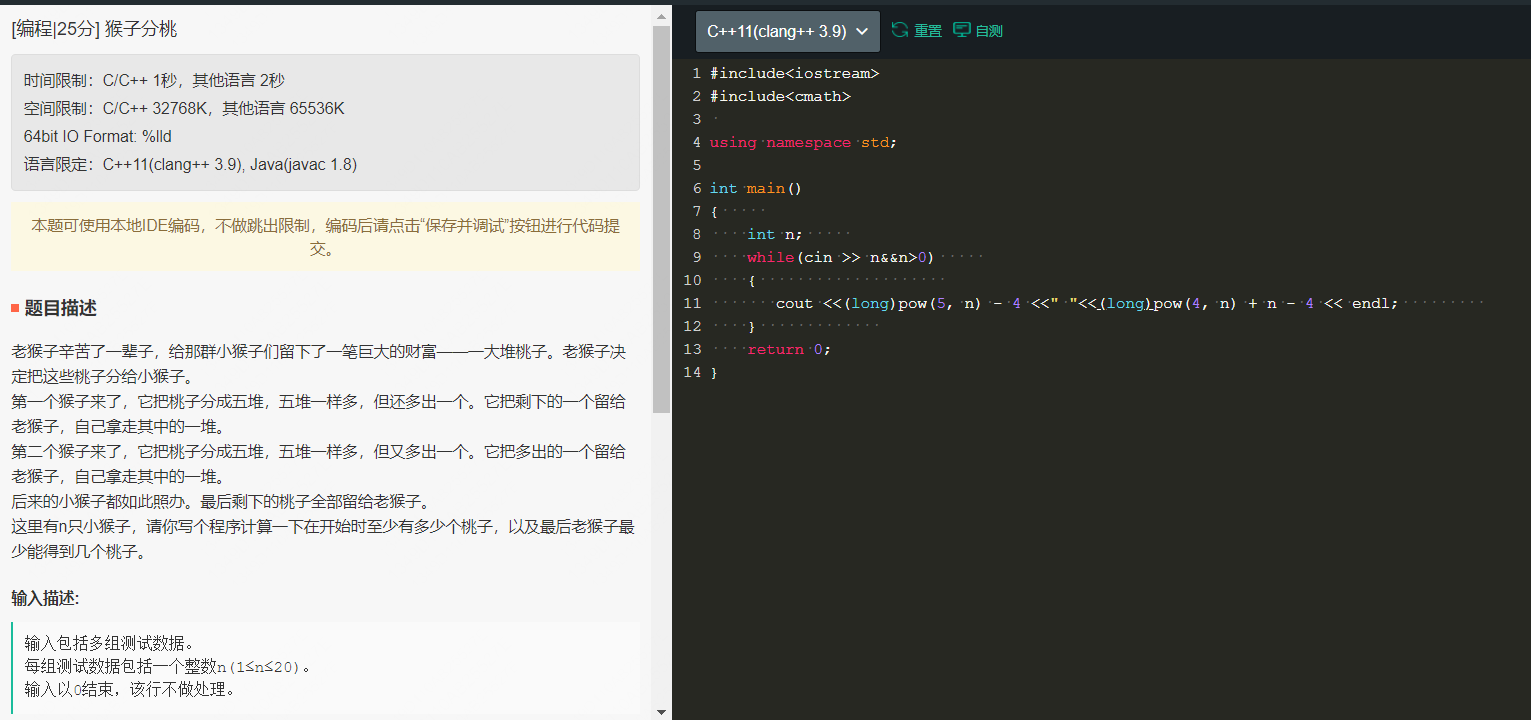 [编程|25分] 猴子分桃
时间限制：C/C++ 1秒，其他语言 2秒
空间限制：C/C++ 32768K，其他语言 65536K
64bit IO Format: %lld
语言限定：C++11(clang++ 3.9), Java(javac 1.8)
本题可使用本地IDE编码，不做跳出限制，编码后请点击“保存并调试”按钮进行代码提
交。
题目描述
老猴子辛苦了一辈子，给那群小猴子们留下了一笔巨大的财富——一大堆桃子。老猴子决
定把这些桃子分给小猴子。
第一个猴子来了，它把桃子分成五堆，五堆一样多，但还多出一个。它把剩下的一个留给
老猴子，自己拿走其中的一堆。
第二个猴子来了，它把桃子分成五堆，五堆一样多，但又多出一个。它把多出的一个留给
老猴子，自己拿走其中的一堆。
后来的小猴子都如此照办。最后剩下的桃子全部留给老猴子。
这里有n只小猴子，请你写个程序计算一下在开始时至少有多少个桃子，以及最后老猴子最
少能得到几个桃子。
输入描述:
输入包括多组测试数据。
每组测试数据包括一个整数n(1≤n≤20)。
输入以0结束，该行不做处理。
C++11(clang++ 3.9) 重置 自测
1 #include<iostream>
2 #include<cmath>
3
4 using namespace std;
5
6 int main()
7 {
8     int n;
9     while(cin >> n&&n>0)
10     {
11        cout <<(long)pow(5, n) - 4 <<" "<<(long)pow(4, n) + n - 4 << endl;
12     }
13     return 0;
14 }